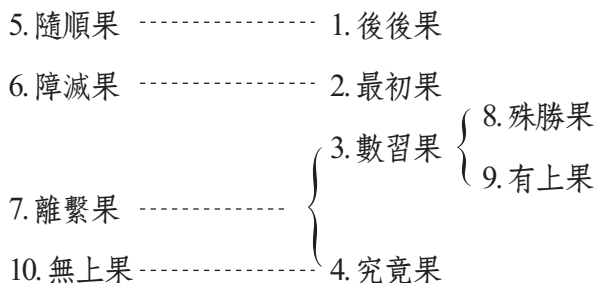 5. 隨順果 1. 後後果
6. 障滅果 2. 最初果
8. 殊勝果
3. 數習果
9. 有上果
7. 離繫果
10. 無上果 4. 究竟果